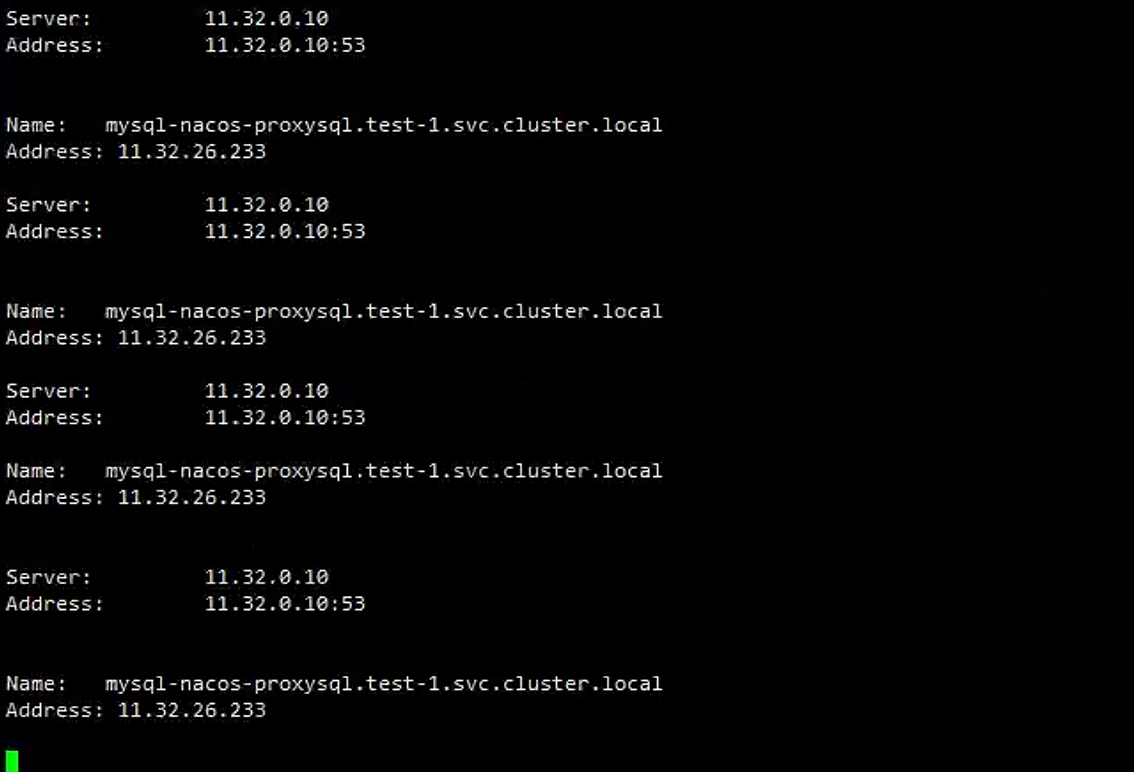 Server: 11.32.0.10
Address: 11.32.0.10:53
Name: mysql-nacos-proxysql.test-1.svc.cluster.local
Address: 11.32.26.233
Server: 11.32.0.10
Address: 11.32.0.10:53
Name: mysql-nacos-proxysql.test-1.svc.cluster.local
Address: 11.32.26.233
Server: 11.32.0.10
Address: 11.32.0.10:53
Name: mysql-nacos-proxysql.test-1.svc.cluster.local
Address: 11.32.26.233
Server: 11.32.0.10
Address: 11.32.0.10:53
Name: mysql-nacos-proxysql.test-1.svc.cluster.local
Address: 11.32.26.233